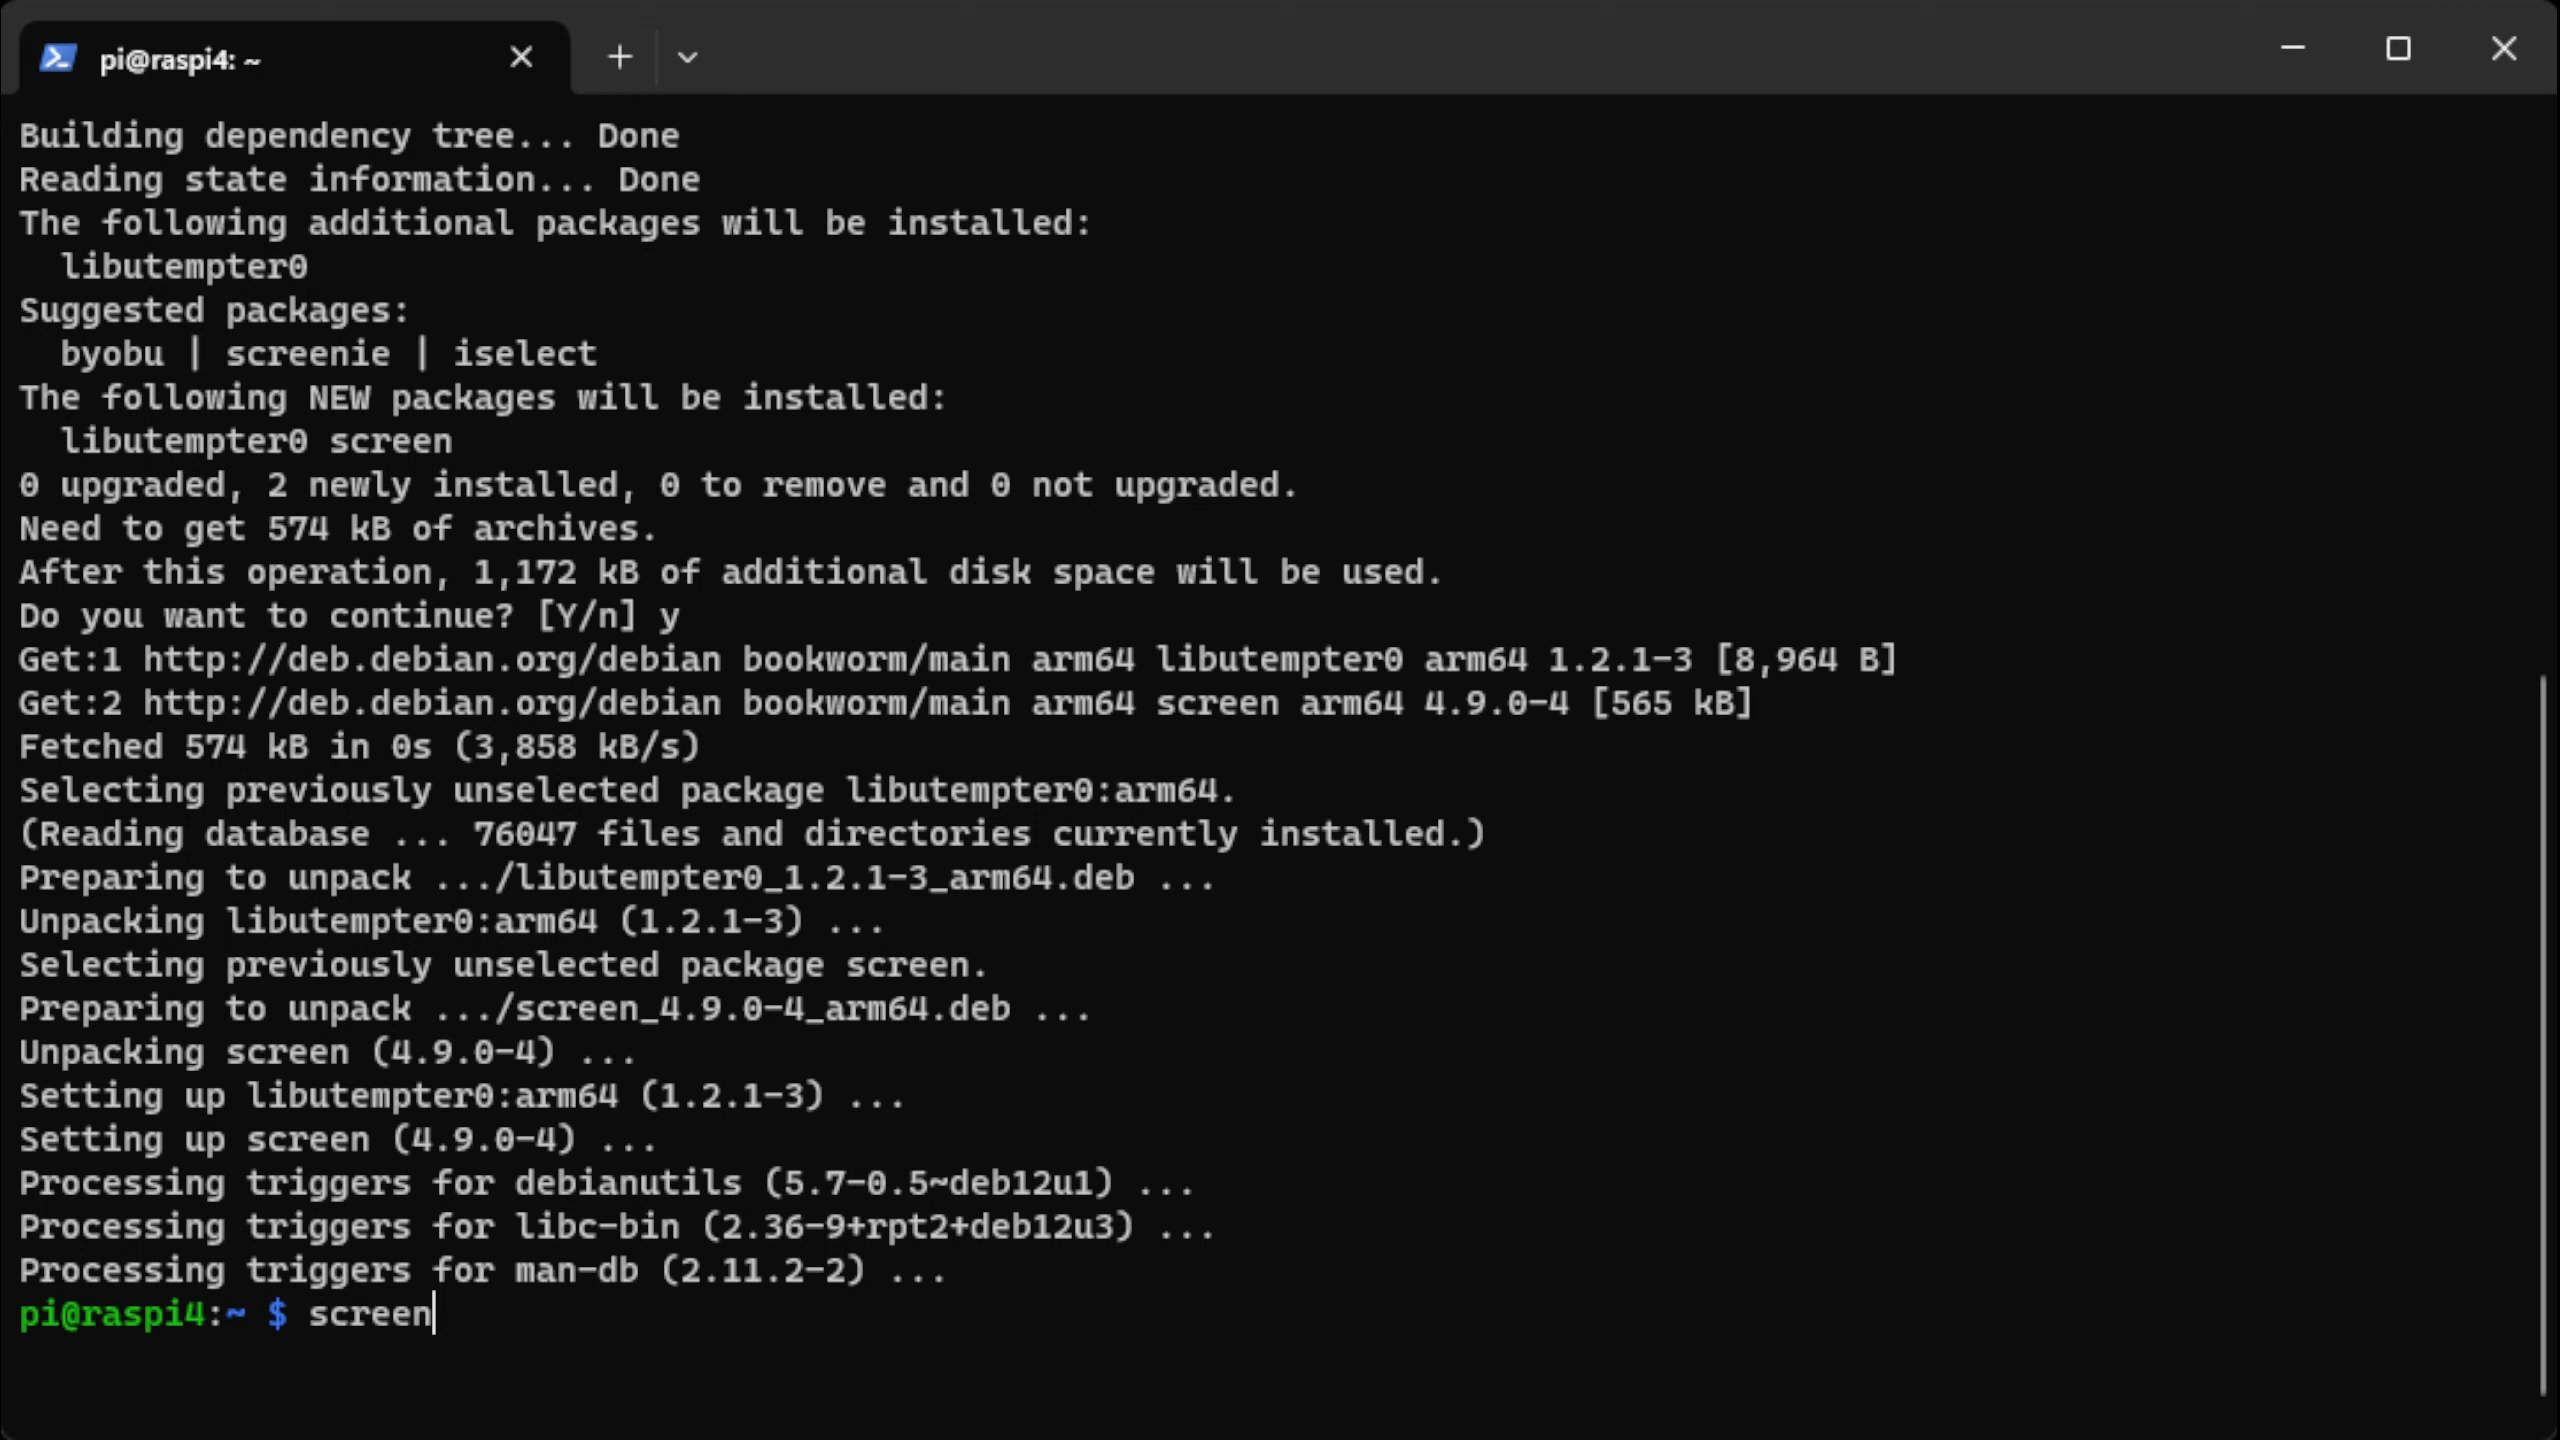 pi@raspi4: ~
Building dependency tree... Done
Reading state information... Done
The following additional packages will be installed:
  libutempter0
Suggested packages:
  byobu | screenie | iselect
The following NEW packages will be installed:
  libutempter0 screen
0 upgraded, 2 newly installed, 0 to remove and 0 not upgraded.
Need to get 574 kB of archives.
After this operation, 1,172 kB of additional disk space will be used.
Do you want to continue? [Y/n] y
Get:1 http://deb.debian.org/debian bookworm/main arm64 libutempter0 arm64 1.2.1-3 [8,964 B]
Get:2 http://deb.debian.org/debian bookworm/main arm64 screen arm64 4.9.0-4 [565 kB]
Fetched 574 kB in 0s (3,858 kB/s)
Selecting previously unselected package libutempter0:arm64.
(Reading database ... 76047 files and directories currently installed.)
Preparing to unpack .../libutempter0_1.2.1-3_arm64.deb ...
Unpacking libutempter0:arm64 (1.2.1-3) ...
Selecting previously unselected package screen.
Preparing to unpack .../screen_4.9.0-4_arm64.deb ...
Unpacking screen (4.9.0-4) ...
Setting up libutempter0:arm64 (1.2.1-3) ...
Setting up screen (4.9.0-4) ...
Processing triggers for debianutils (5.7-0.5~deb12u1) ...
Processing triggers for libc-bin (2.36-9+rpt2+deb12u3) ...
Processing triggers for man-db (2.11.2-2) ...
pi@raspi4:~ $ screen